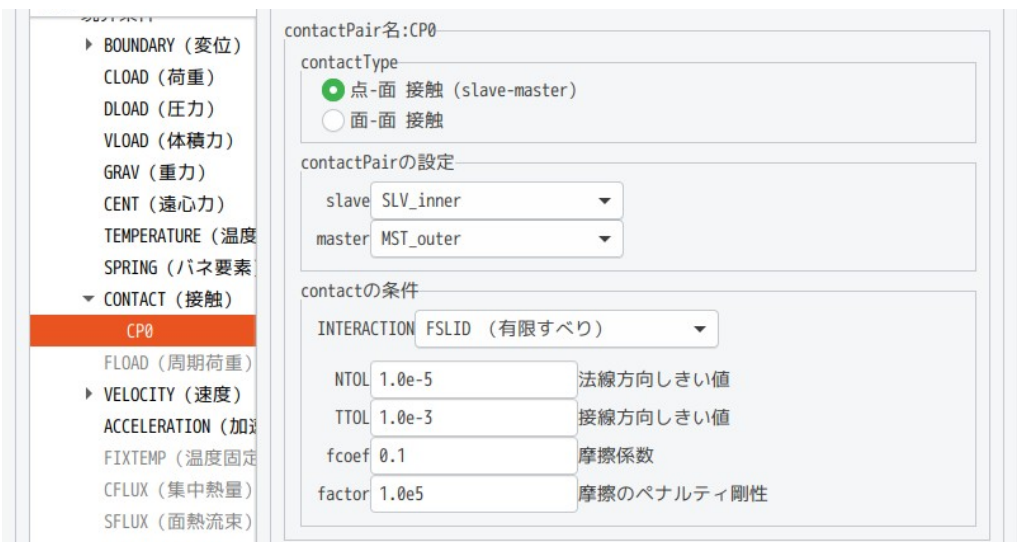 BOUNDARY (変位)
CLOAD (荷重)
DLOAD (圧力)
VLOAD (体積力)
GRAV (重力)
CENT (遠心力)
TEMPERATURE (温度
SPRING (バネ要素
CONTACT (接触)
CP0
FLOAD (周期荷重)
VELOCITY (速度)
ACCELERATION (加速
FIXTEMP (温度固定
CFLUX (集中熱量)
SFLUX (面熱流束)
contactPair名:CP0
contactType
点-面 接触 (slave-master)
面-面 接触
contactPairの設定
slave SLV_inner
master MST_outer
contactの条件
INTERACTION FSLID (有限すべり)
NTOL 1.0e-5 法線方向しきい値
TTOL 1.0e-3 接線方向しきい値
fcoef 0.1 摩擦係数
factor 1.0e5 摩擦のペナルティ剛性